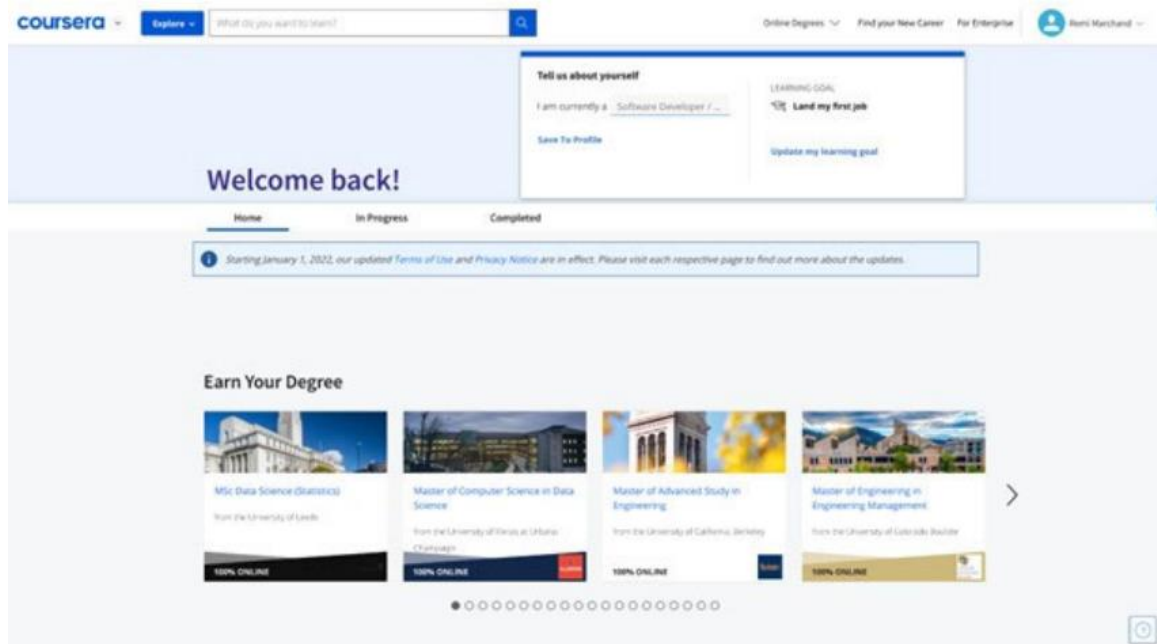 coursera
Explore
What do you want to learn?
Online Degrees
Find your New Career
For Enterprise
Remi Marchand
Tell us about yourself
I am currently a Software Developer / ...
Save To Profile
LEARNING GOAL
Land my first job
Update my learning goal
Welcome back!
Home
In Progress
Completed
Starting January 1, 2022, our updated Terms of Use and Privacy Notice are in effect. Please visit each respective page to find out more about the updates.
Earn Your Degree
MSc Data Science (Statistics)
from the University of Leeds
100% ONLINE
Master of Computer Science in Data
Science
from the University of Illinois at Urbana-
Champaign
100% ONLINE
ILLINOIS
Master of Advanced Study in
Engineering
from the University of California, Berkeley
100% ONLINE
Berkeley
Master of Engineering in
Engineering Management
from the University of Colorado Boulder
100% ONLINE